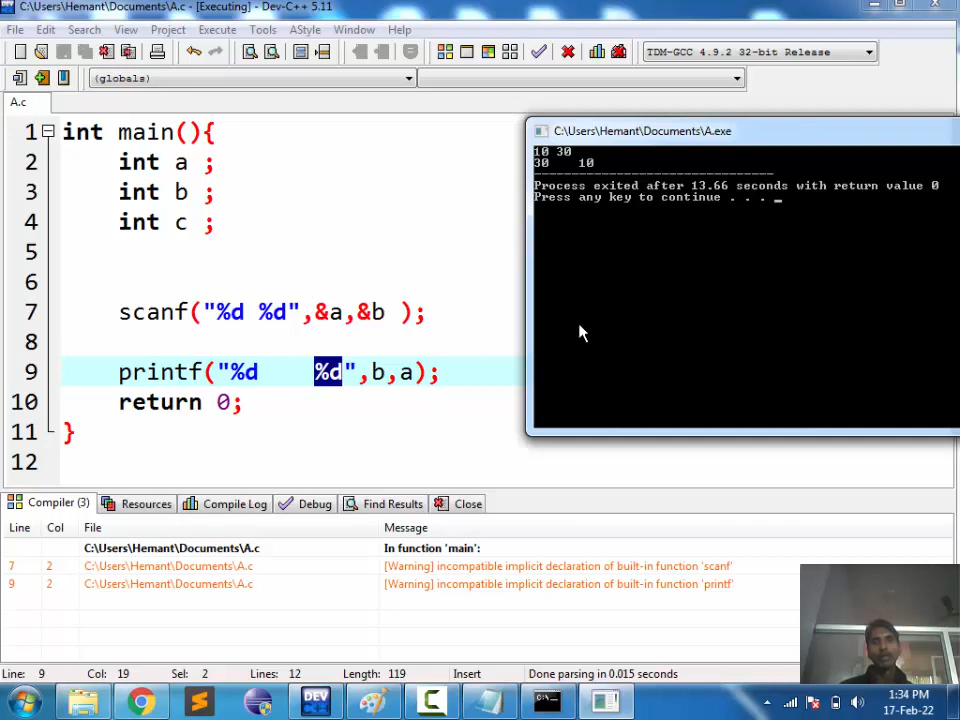 C:\Users\Hemant\Documents\A.c - [Executing] - Dev-C++ 5.11
File Edit Search View Project Execute Tools AStyle Window Help
TDM-GCC 4.9.2 32-bit Release
(globals)
A.c
1 int main(){
2 int a ;
3 int b ;
4 int c ;
5
6
7 scanf("%d %d",&a,&b );
8
9 printf("%d    %d",b,a);
10 return 0;
11 }
12
C:\Users\Hemant\Documents\A.exe
10 30
30    10
--------------------------------
Process exited after 13.66 seconds with return value 0
Press any key to continue . . . _
Compiler (3) Resources Compile Log Debug Find Results Close
Line Col File Message
C:\Users\Hemant\Documents\A.c In function 'main':
7 2 C:\Users\Hemant\Documents\A.c [Warning] incompatible implicit declaration of built-in function 'scanf'
9 2 C:\Users\Hemant\Documents\A.c [Warning] incompatible implicit declaration of built-in function 'printf'
Line: 9 Col: 19 Sel: 2 Lines: 12 Length: 119 Insert Done parsing in 0.015 seconds
DEV C++
C
1:34 PM
17-Feb-22